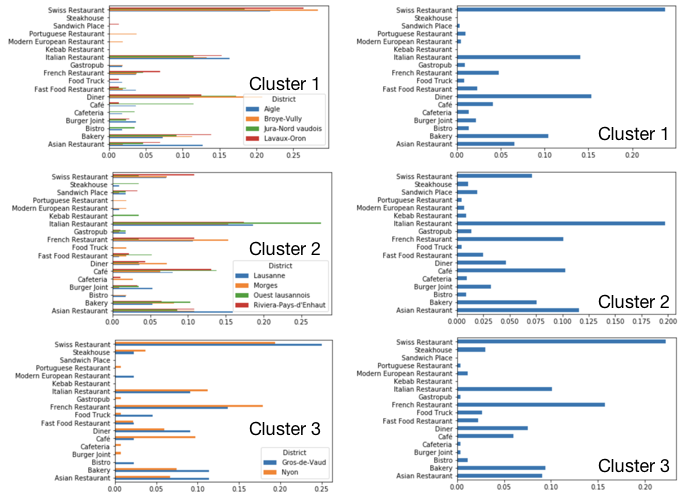 Swiss Restaurant
Steakhouse
Sandwich Place
Portuguese Restaurant
Modern European Restaurant
Kebab Restaurant
Italian Restaurant
Gastropub
French Restaurant
Food Truck
Fast Food Restaurant
Diner
Café
Cafeteria
Burger Joint
Bistro
Bakery
Asian Restaurant
0.00 0.05 0.10 0.15 0.20 0.25
Cluster 1
District
Aigle
Broye-Vully
Jura-Nord vaudois
Lavaux-Oron
Swiss Restaurant
Steakhouse
Sandwich Place
Portuguese Restaurant
Modern European Restaurant
Kebab Restaurant
Italian Restaurant
Gastropub
French Restaurant
Food Truck
Fast Food Restaurant
Diner
Café
Cafeteria
Burger Joint
Bistro
Bakery
Asian Restaurant
0.00 0.05 0.10 0.15 0.20
Cluster 1
Swiss Restaurant
Steakhouse
Sandwich Place
Portuguese Restaurant
Modern European Restaurant
Kebab Restaurant
Italian Restaurant
Gastropub
French Restaurant
Food Truck
Fast Food Restaurant
Diner
Café
Cafeteria
Burger Joint
Bistro
Bakery
Asian Restaurant
0.00 0.05 0.10 0.15 0.20 0.25
Cluster 2
District
Lausanne
Morges
Ouest lausannois
Riviera-Pays-d'Enhaut
Swiss Restaurant
Steakhouse
Sandwich Place
Portuguese Restaurant
Modern European Restaurant
Kebab Restaurant
Italian Restaurant
Gastropub
French Restaurant
Food Truck
Fast Food Restaurant
Diner
Café
Cafeteria
Burger Joint
Bistro
Bakery
Asian Restaurant
0.000 0.025 0.050 0.075 0.100 0.125 0.150 0.175 0.200
Cluster 2
Swiss Restaurant
Steakhouse
Sandwich Place
Portuguese Restaurant
Modern European Restaurant
Kebab Restaurant
Italian Restaurant
Gastropub
French Restaurant
Food Truck
Fast Food Restaurant
Diner
Café
Cafeteria
Burger Joint
Bistro
Bakery
Asian Restaurant
0.00 0.05 0.10 0.15 0.20 0.25
Cluster 3
District
Gros-de-Vaud
Nyon
Swiss Restaurant
Steakhouse
Sandwich Place
Portuguese Restaurant
Modern European Restaurant
Kebab Restaurant
Italian Restaurant
Gastropub
French Restaurant
Food Truck
Fast Food Restaurant
Diner
Café
Cafeteria
Burger Joint
Bistro
Bakery
Asian Restaurant
0.00 0.05 0.10 0.15 0.20
Cluster 3